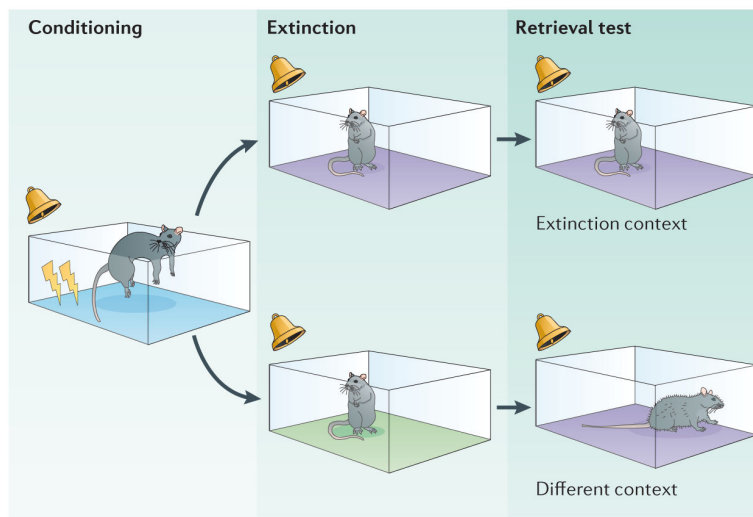 Conditioning
Extinction
Retrieval test
Extinction context
Different context